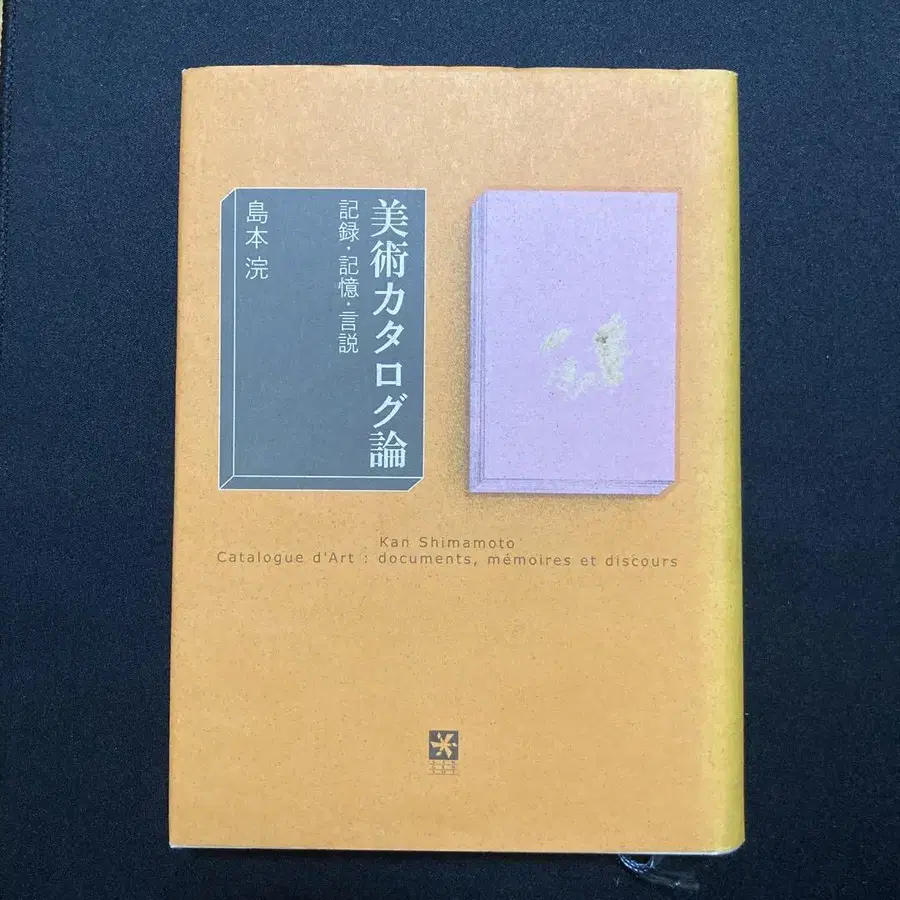 美術カタログ論
記録・記憶・言説
島本 浣
Kan Shimamoto
Catalogue d'Art : documents, mémoires et discours